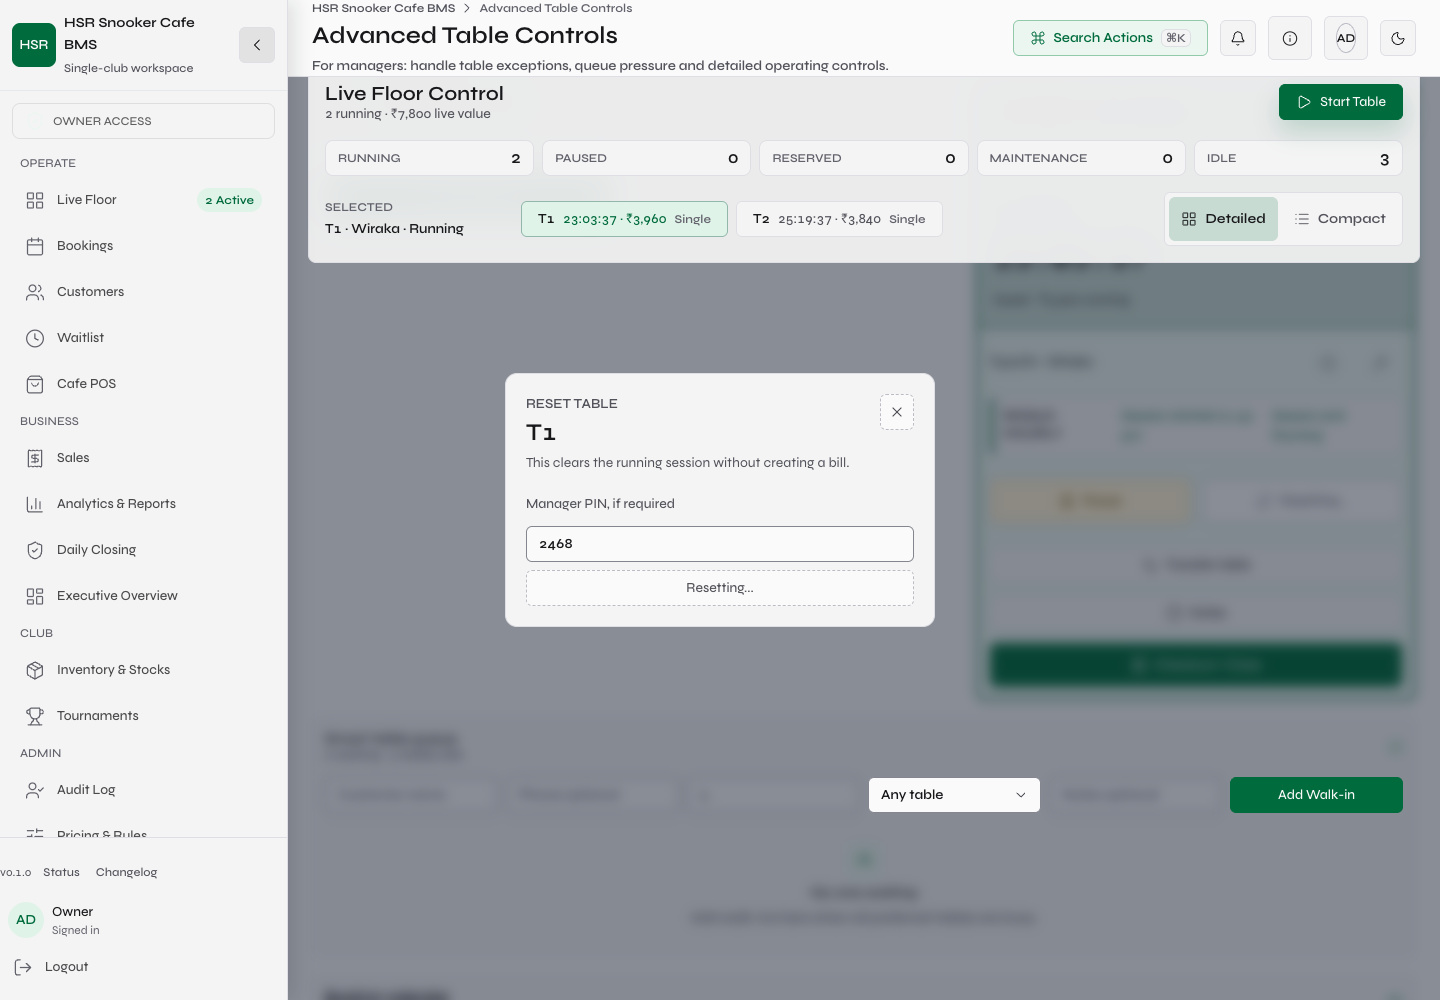 HSR
HSR Snooker Cafe BMS
Single-club workspace
OWNER ACCESS
OPERATE
Live Floor
2 Active
Bookings
Customers
Waitlist
Cafe POS
BUSINESS
Sales
Analytics & Reports
Daily Closing
Executive Overview
CLUB
Inventory & Stocks
Tournaments
ADMIN
Audit Log
Pricing & Rules
v0.1.0 Status Changelog
AD
Owner
Signed in
Logout
HSR Snooker Cafe BMS > Advanced Table Controls
Advanced Table Controls
For managers: handle table exceptions, queue pressure and detailed operating controls.
Search Actions ⌘K
AD
Live Floor Control
2 running · ₹7,800 live value
Start Table
RUNNING 2
PAUSED 0
RESERVED 0
MAINTENANCE 0
IDLE 3
SELECTED
T1 · Wiraka · Running
T1 23:03:37 · ₹3,960 Single
T2 25:19:37 · ₹3,840 Single
Detailed
Compact
RESET TABLE
T1
This clears the running session without creating a bill.
Manager PIN, if required
2468
Resetting...
Any table
Add Walk-in